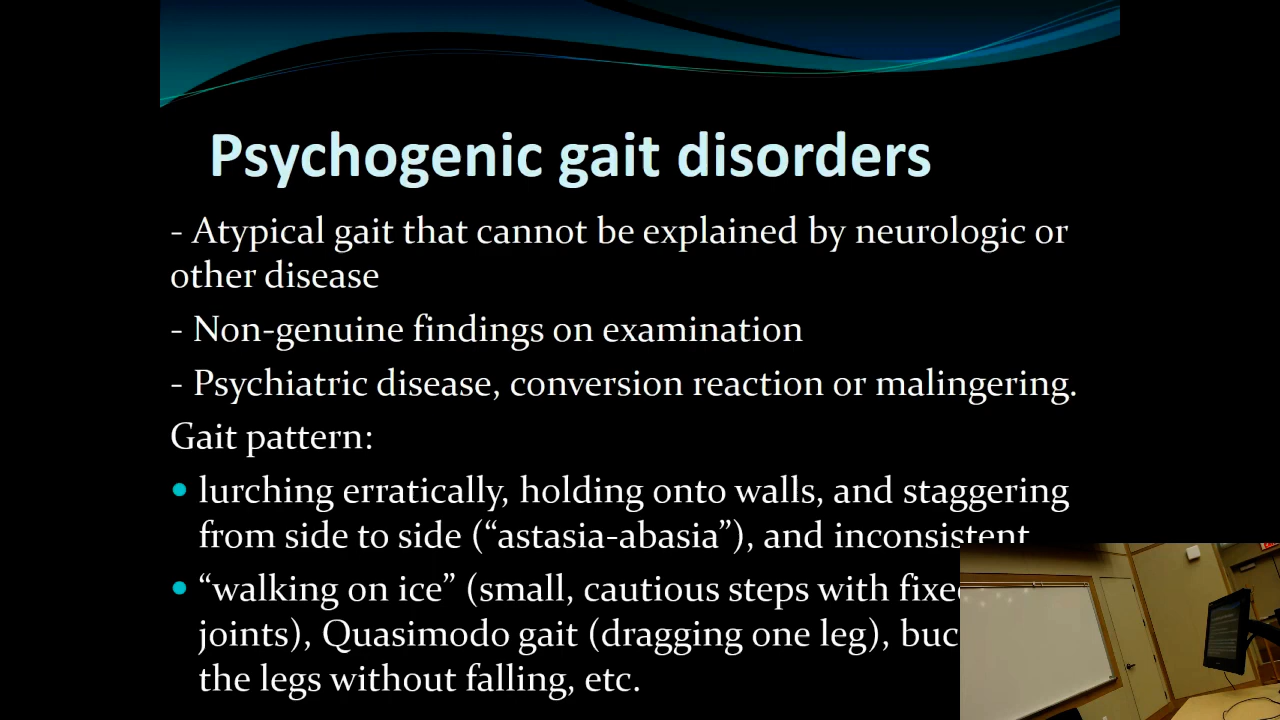 Psychogenic gait disorders
- Atypical gait that cannot be explained by neurologic or
other disease
- Non-genuine findings on examination
- Psychiatric disease, conversion reaction or malingering.
Gait pattern:
• lurching erratically, holding onto walls, and staggering
from side to side (“astasia-abasia”), and inconsistent
• “walking on ice” (small, cautious steps with
joints), Quasimodo gait (dragging one leg),
the legs without falling, etc.